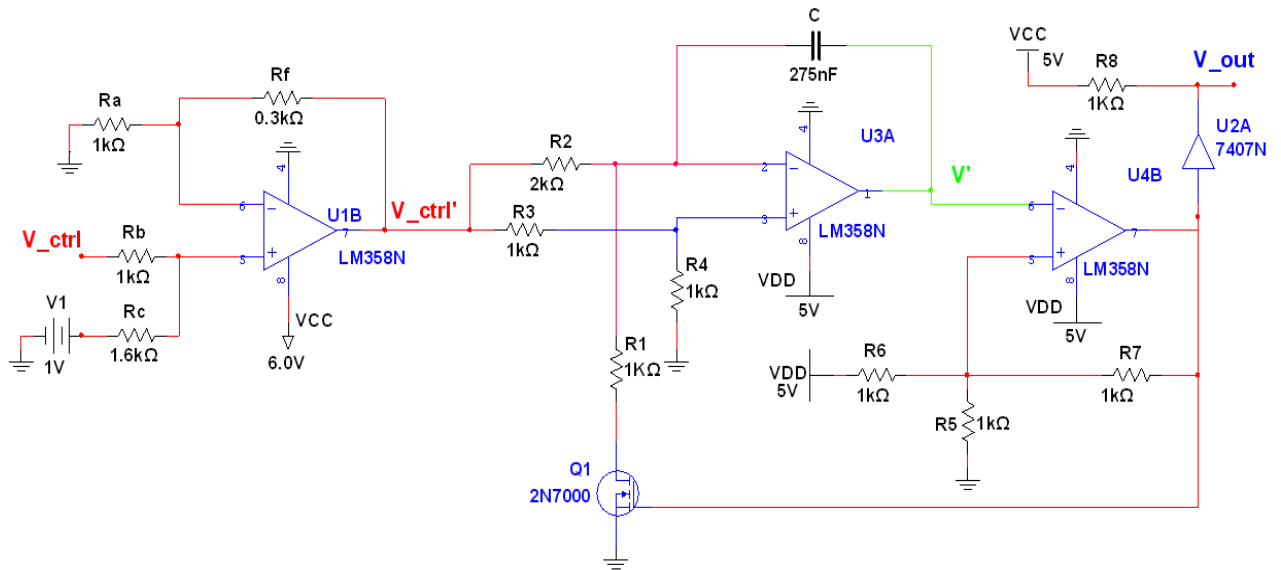 C
275nF
VCC
5V
R8
1KΩ
V_out
Rf
0.3kΩ
Ra
1kΩ
4
U3A
U2A
7407N
R2
2kΩ
2
1
V'
4
U4B
4
6
U1B
7
V_ctrl'
R3
1kΩ
3
8
LM358N
6
7
V_ctrl
Rb
1kΩ
5
8
LM358N
R4
1kΩ
VDD
5V
5
8
LM358N
VDD
5V
V1
1V
Rc
1.6kΩ
VCC
6.0V
R1
1KΩ
VDD
5V
R6
1kΩ
R7
1kΩ
R5
1kΩ
Q1
2N7000